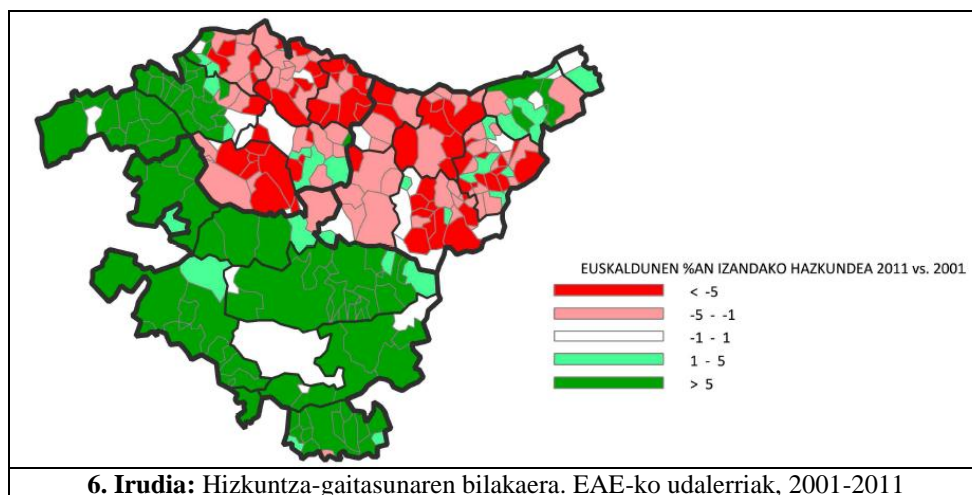 EUSKALDUNEN %AN IZANDAKO HAZKUNDEA 2011 vs. 2001
< -5
-5 - -1
-1 - 1
1 - 5
> 5
6. Irudia: Hizkuntza-gaitasunaren bilakaera. EAE-ko udalerriak, 2001-2011